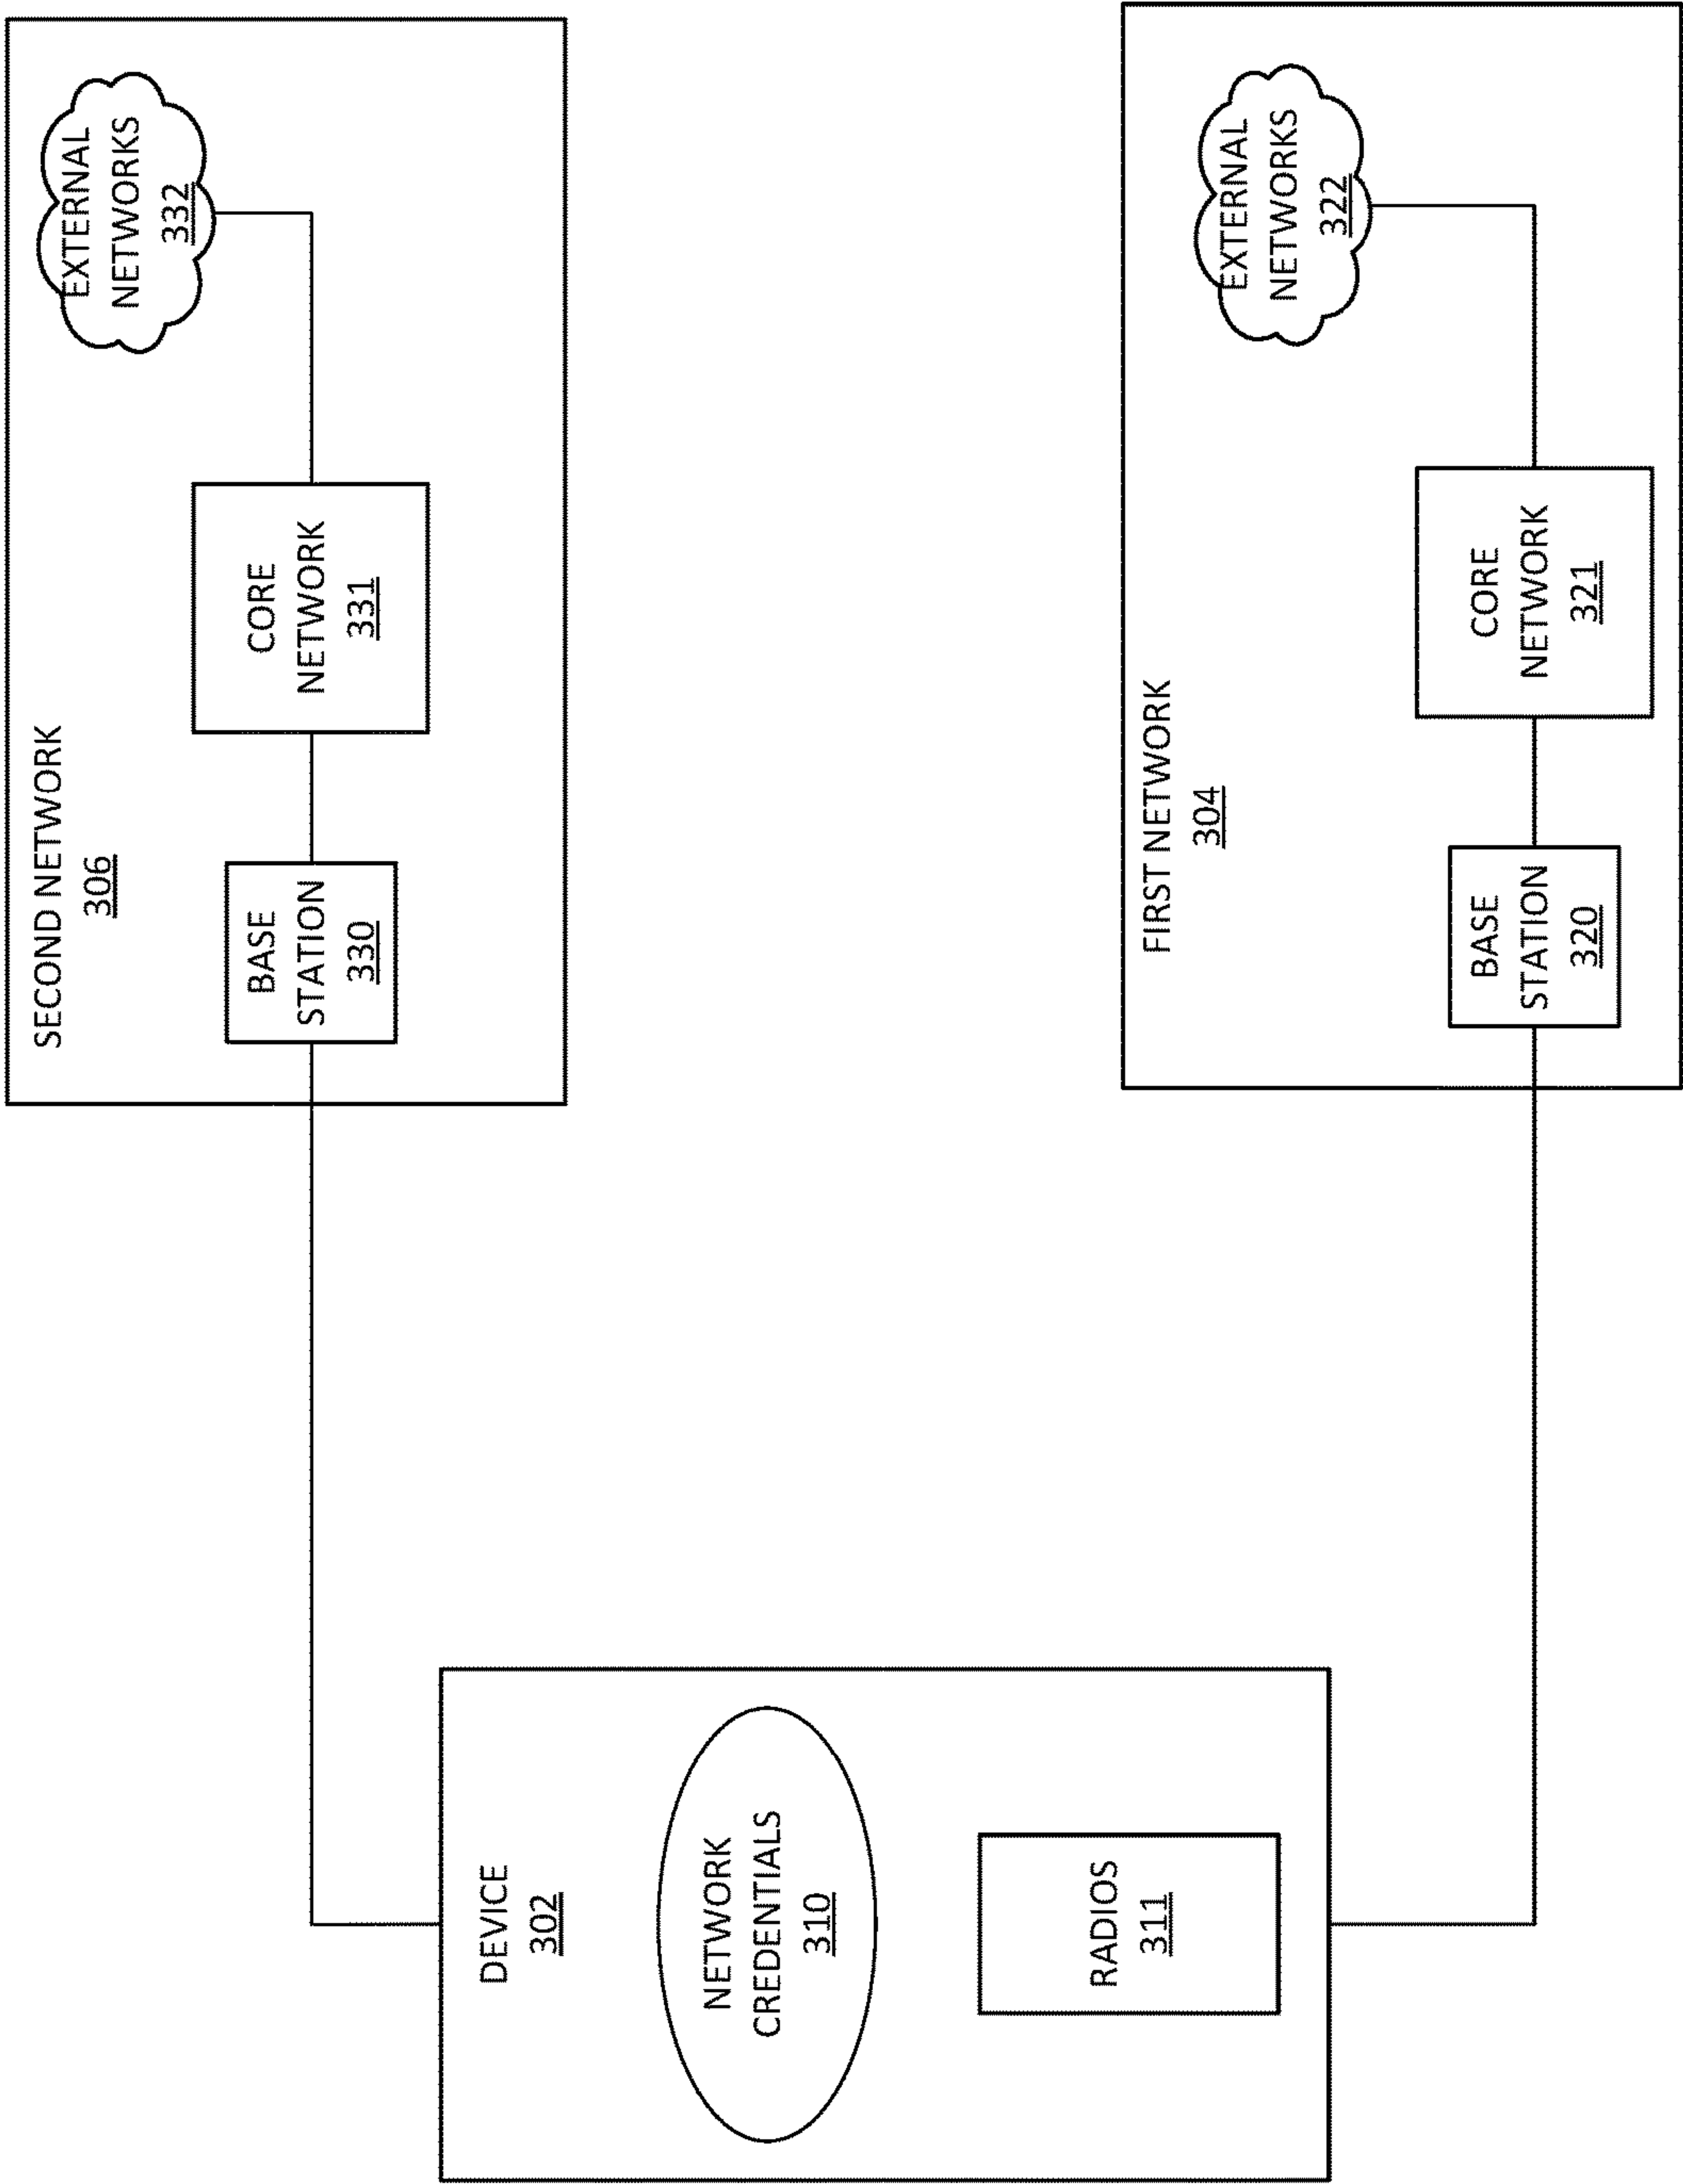 SECOND NETWORK
306
BASE
STATION
330
CORE
NETWORK
331
EXTERNAL
NETWORKS
332
DEVICE
302
NETWORK
CREDENTIALS
310
RADIOS
311
FIRST NETWORK
304
BASE
STATION
320
CORE
NETWORK
321
EXTERNAL
NETWORKS
322